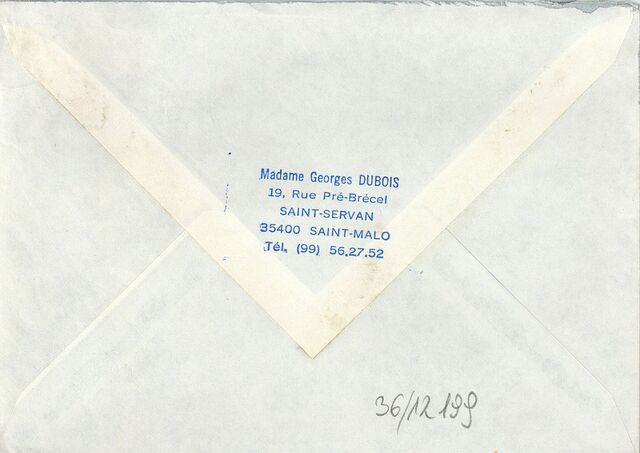 Madame Georges DUBOIS
19, Rue Pré-Brécel
SAINT-SERVAN
35400 SAINT-MALO
Tél. (99) 56.27.52
36/12 199